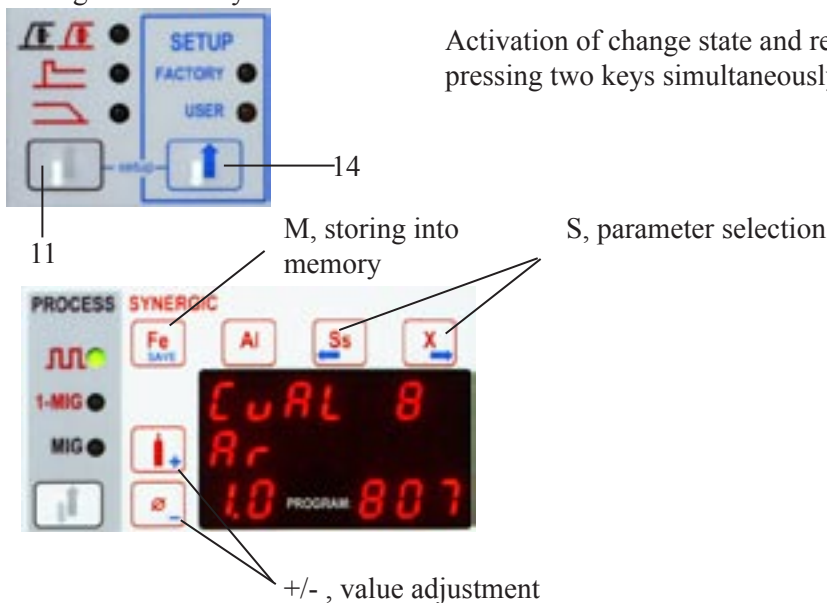 SETUP
FACTORY
USER
setup
11
14
Activation of change state and re
pressing two keys simultaneously
M, storing into
memory
S, parameter selection
PROCESS SYNERGIC
Fe
SAVE
Al
Ss
X
1-MIG
MIG
+
Ø
-
CuAL 8
Ar
1.0 PROGRAM: 807
+/- , value adjustment